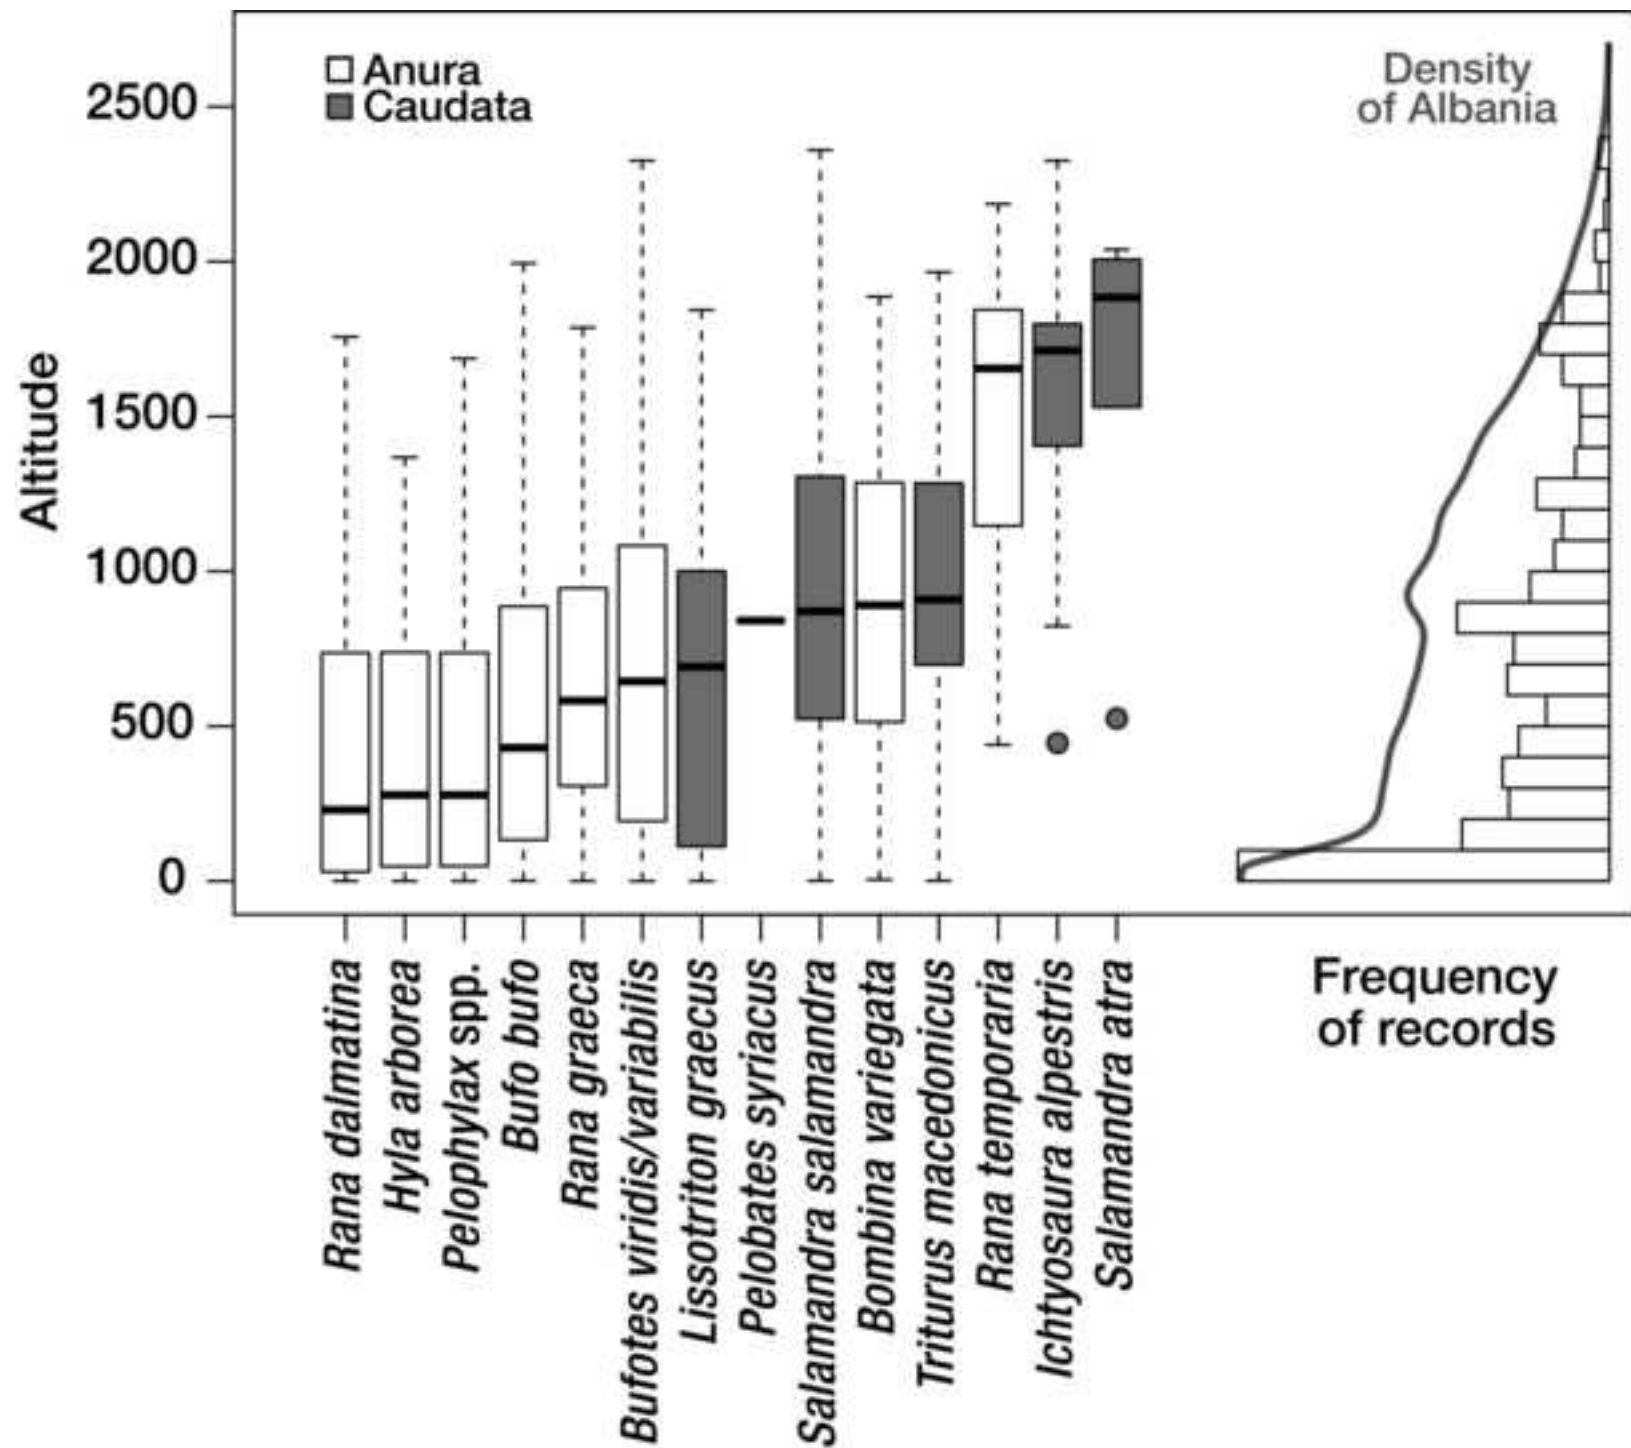 Anura
Caudata
Density
of Albania
2500
2000
1500
1000
500
0
Altitude
Rana dalmatina
Hyla arborea
Pelophylax spp.
Bufo bufo
Rana graeca
Bufotes viridis/variabilis
Lissotriton graecus
Pelobates syriacus
Salamandra salamandra
Bombina variegata
Triturus macedonicus
Rana temporaria
Ichtyosaura alpestris
Salamandra atra
Frequency
of records